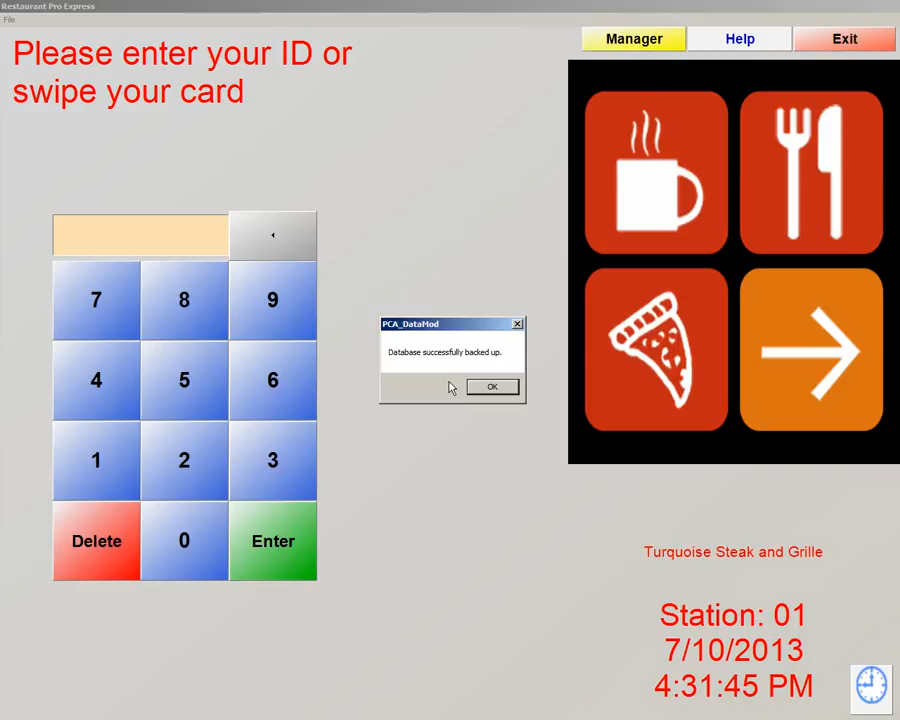 Restaurant Pro Express
File
Please enter your ID or
swipe your card
Manager
Help
Exit
7
8
9
4
5
6
1
2
3
Delete
0
Enter
PCA_DataMod
Database successfully backed up.
OK
Turquoise Steak and Grille
Station: 01
7/10/2013
4:31:45 PM